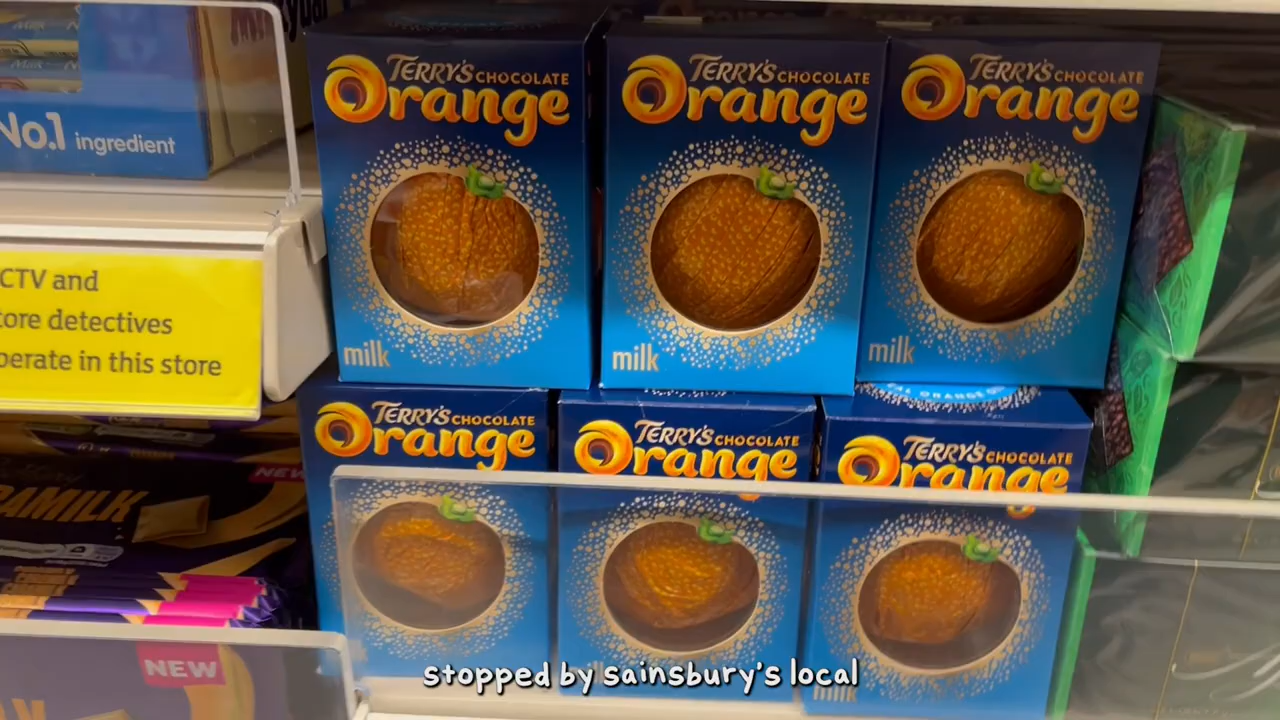 No.1 ingredient
CTV and
tore detectives
perate in this store
TERRY'S CHOCOLATE
Orange
milk
TERRY'S CHOCOLATE
Orange
milk
TERRY'S CHOCOLATE
Orange
milk
TERRY'S CHOCOLATE
Orange
TERRY'S CHOCOLATE
Orange
TERRY'S CHOCOLATE
Orange
milk
NEW
AMILK
NEW
stopped by sainsbury's local